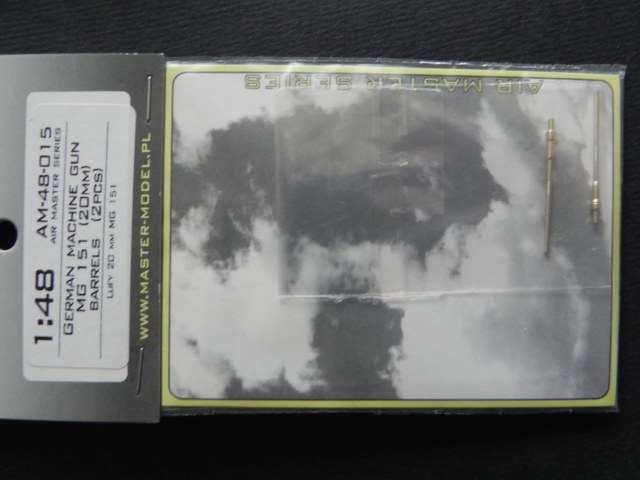 1:48
AM-48-015
AIR MASTER SERIES
GERMAN MACHINE GUN
MG 151 (20MM)
BARRELS (2PCS)
LUFY 20 MM MG 151
WWW.MASTER-MODEL.PL
AIR MASTER SERIES